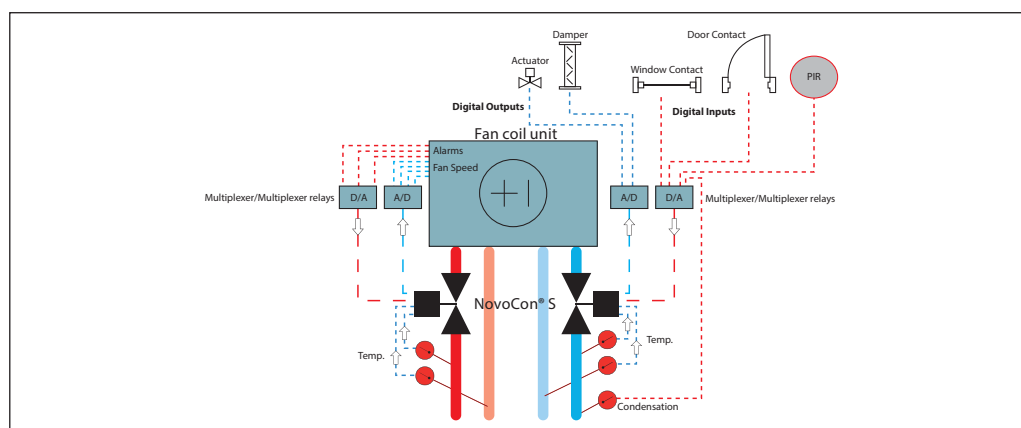 Damper
Door Contact
Actuator
Window Contact
PIR
Digital Outputs
Digital Inputs
Fan coil unit
Alarms
Fan Speed
Multiplexer/Multiplexer relays
D/A
A/D
A/D
D/A
Multiplexer/Multiplexer relays
NovoCon® S
Temp.
Temp.
Condensation